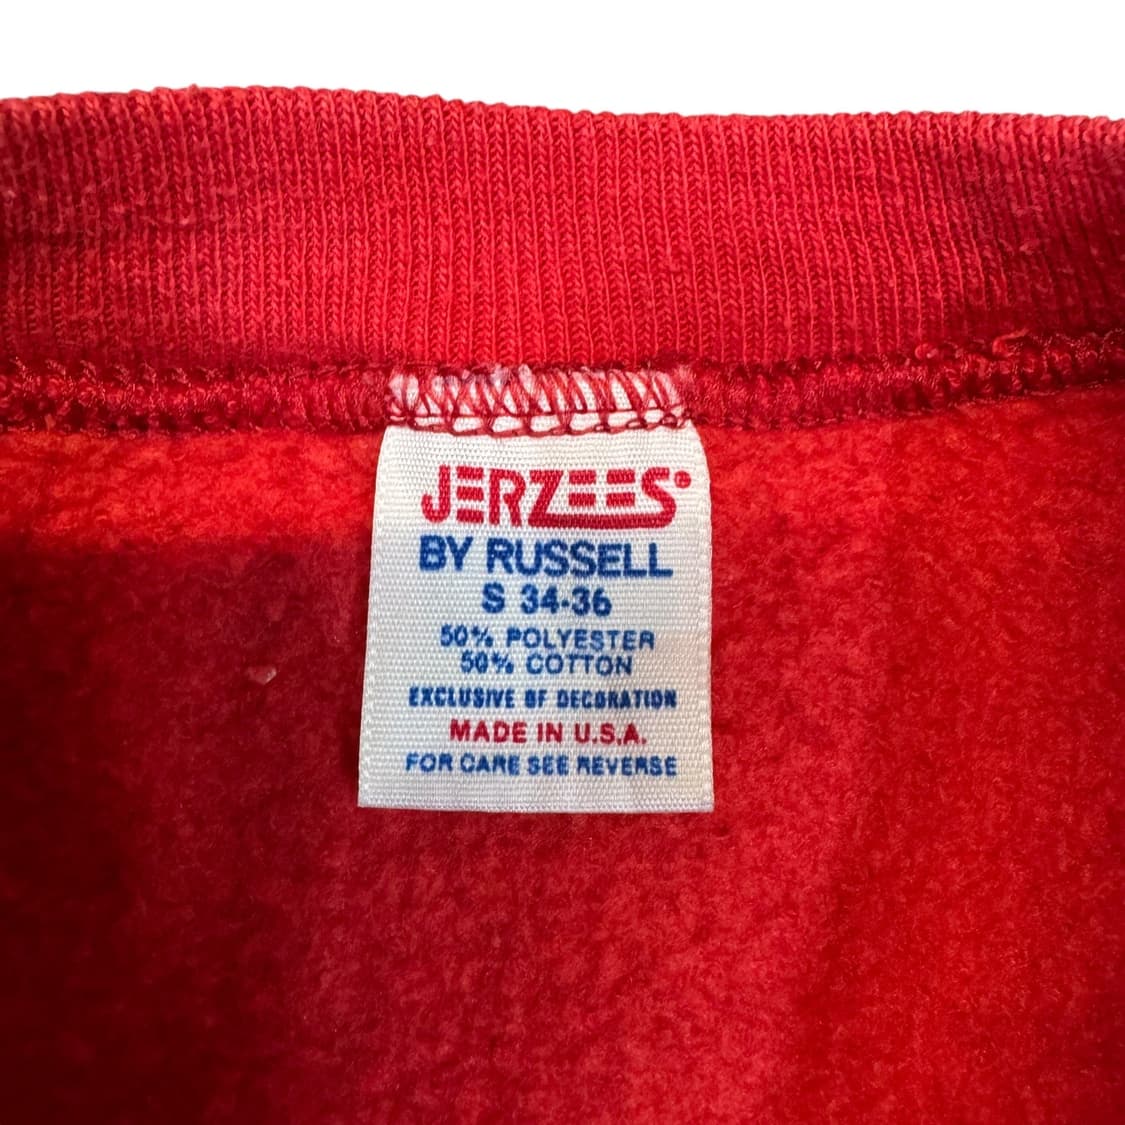 JERZEES®
BY RUSSELL
S 34-36
50% POLYESTER
50% COTTON
EXCLUSIVE OF DECORATION
MADE IN U.S.A.
FOR CARE SEE REVERSE